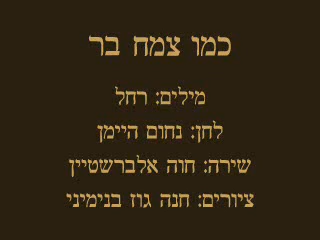 כמו צמח בר
מילים: רחל
לחן: נחום היימן
שירה: חוה אלברשטיין
ציורים: חנה גוז בנימיני